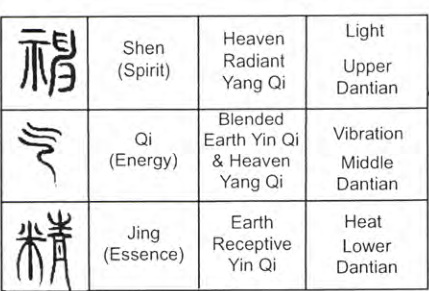 神
Shen
(Spirit)
Heaven
Radiant
Yang Qi
Light
Upper
Dantian
气
Qi
(Energy)
Blended
Earth Yin Qi
& Heaven
Yang Qi
Vibration
Middle
Dantian
精
Jing
(Essence)
Earth
Receptive
Yin Qi
Heat
Lower
Dantian